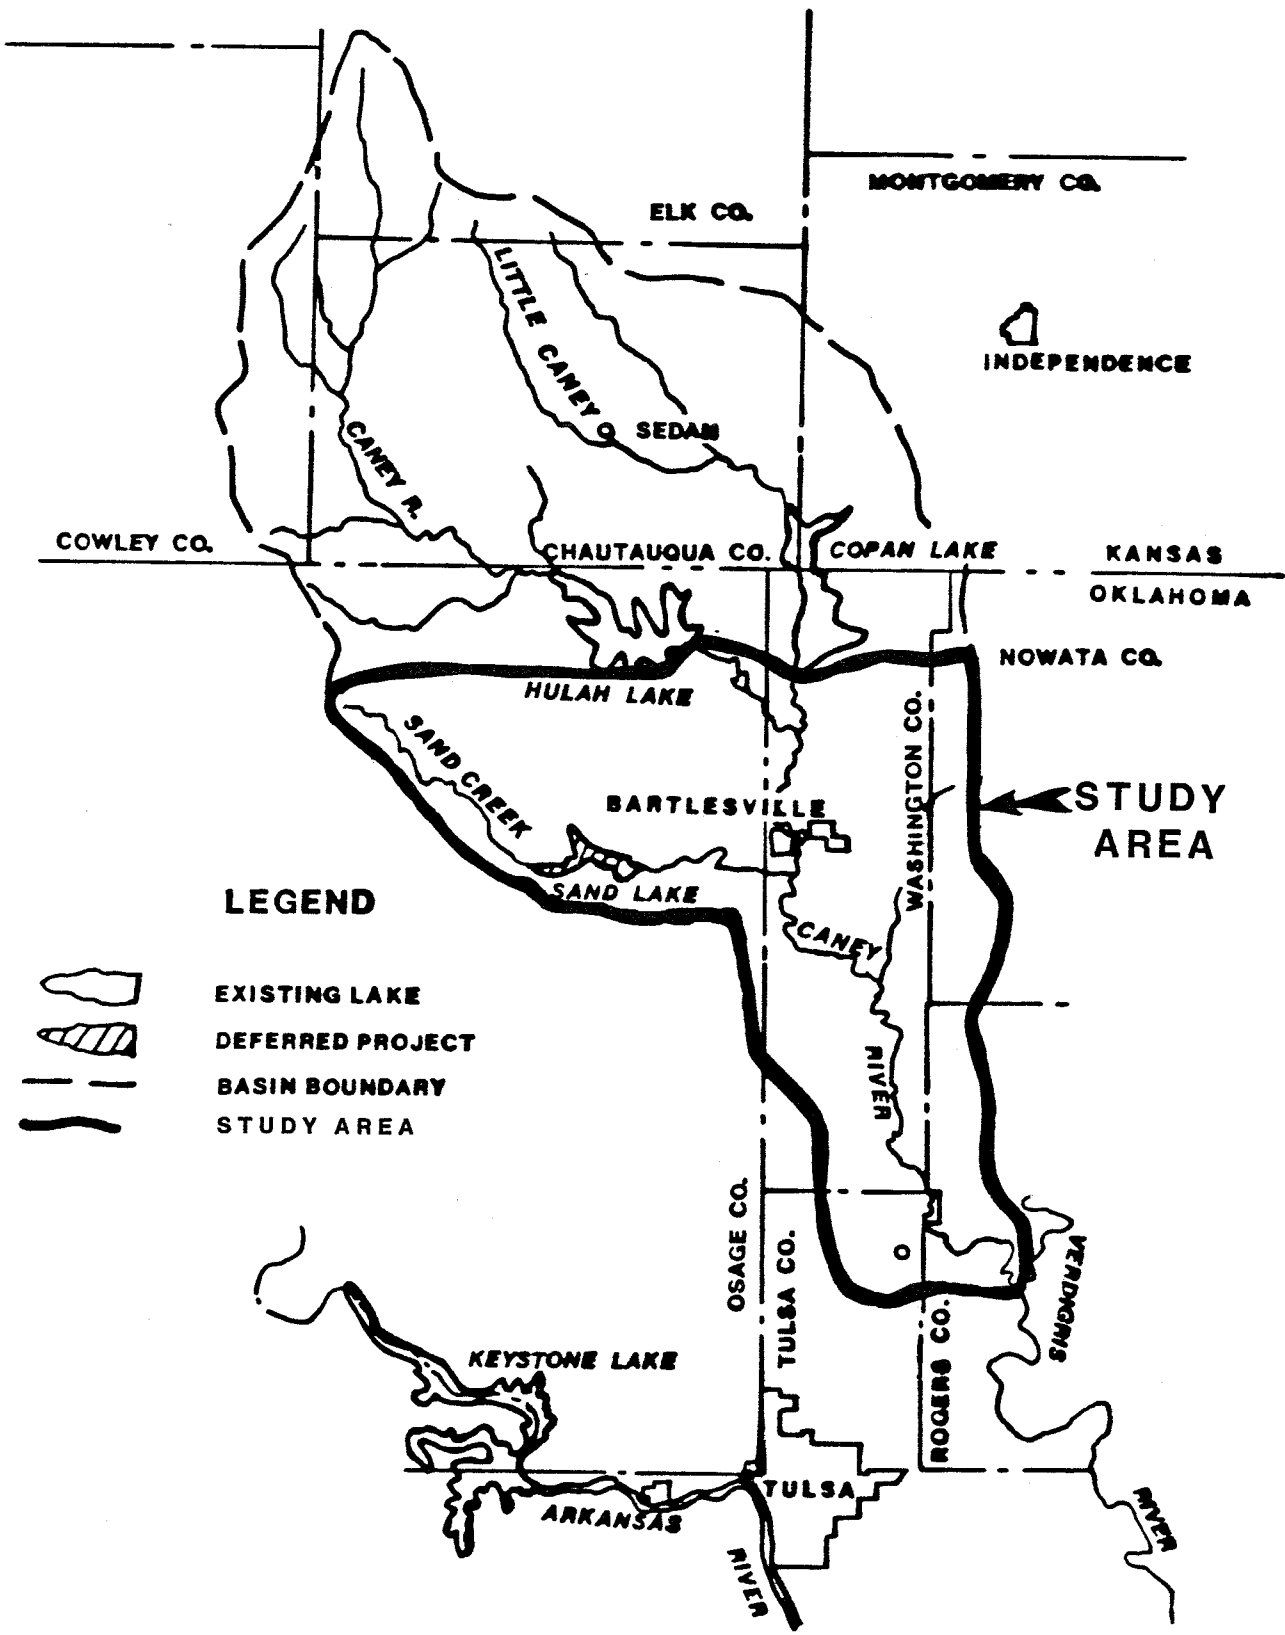 MONTGOMERY CO.
ELK CO.
LITTLE CANEY
INDEPENDENCE
SEDAN
CANEY R.
COWLEY CO.
CHAUTAUQUA CO.
COPAN LAKE
KANSAS
OKLAHOMA
NOWATA CO.
HULAH LAKE
SAND CREEK
WASHINGTON CO.
BARTLESVILLE
STUDY
AREA
SAND LAKE
LEGEND
CANEY
RIVER
EXISTING LAKE
DEFERRED PROJECT
BASIN BOUNDARY
STUDY AREA
OSAGE CO.
TULSA CO.
VERDIGRIS
ROGERS CO.
KEYSTONE LAKE
TULSA
ARKANSAS
RIVER
RIVER